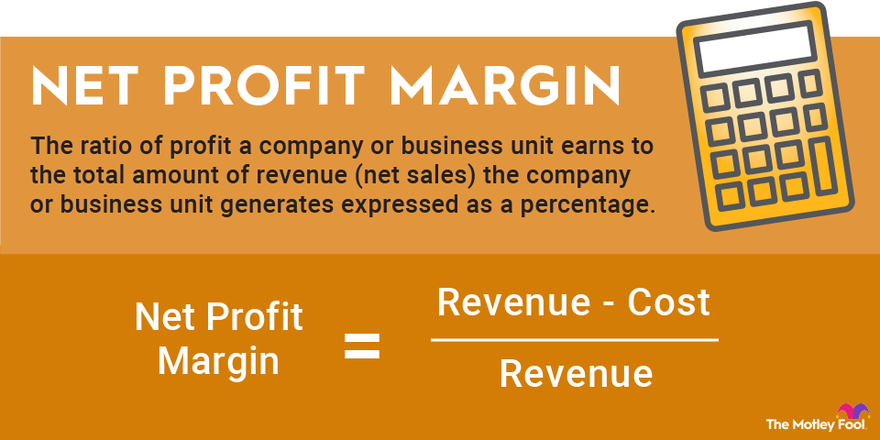 NET PROFIT MARGIN
The ratio of profit a company or business unit earns to
the total amount of revenue (net sales) the company
or business unit generates expressed as a percentage.
Net Profit
Margin
=
Revenue - Cost
Revenue
The Motley Fool